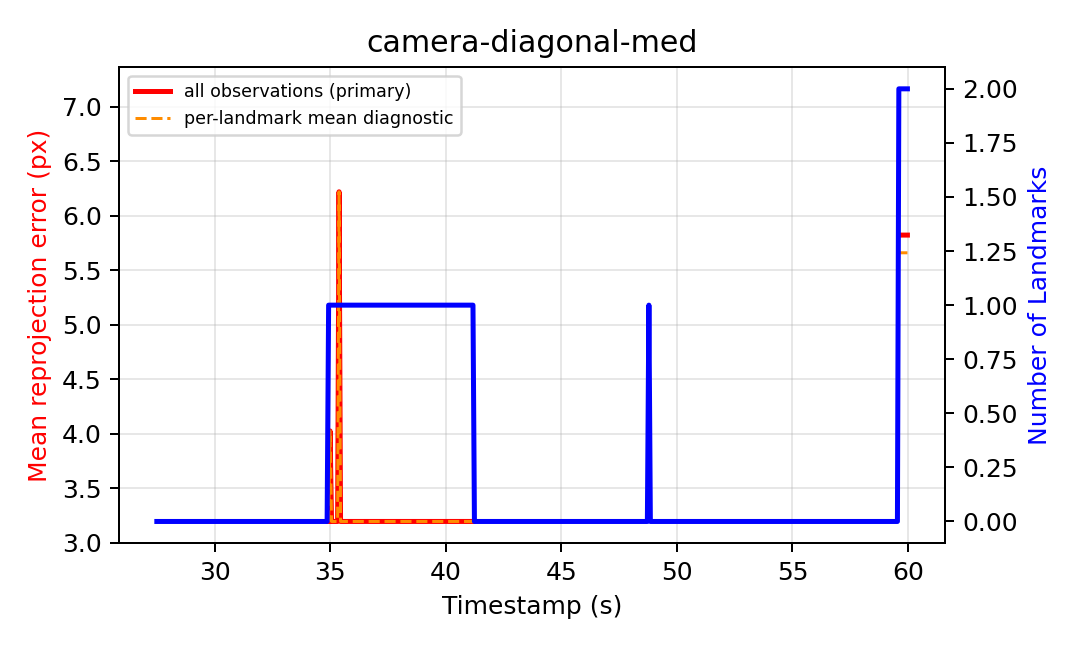 camera-diagonal-med
all observations (primary)
per-landmark mean diagnostic
Mean reprojection error (px)
7.0
6.5
6.0
5.5
5.0
4.5
4.0
3.5
3.0
2.00
1.75
1.50
1.25
1.00
0.75
0.50
0.25
0.00
Number of Landmarks
30 35 40 45 50 55 60
Timestamp (s)